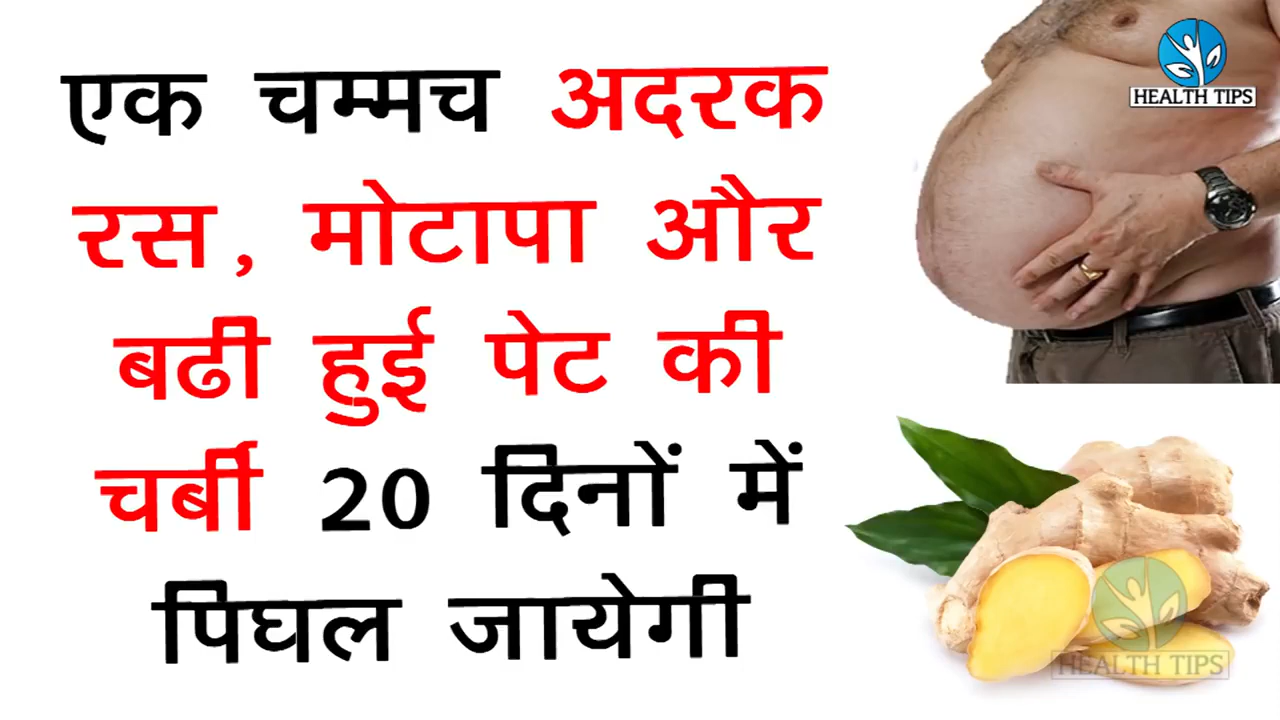 एक चम्मच अदरक
रस, मोटापा और
बढी हुई पेट की
चर्बी 20 दिनों में
पिघल जायेगी
HEALTH TIPS
HEALTH TIPS